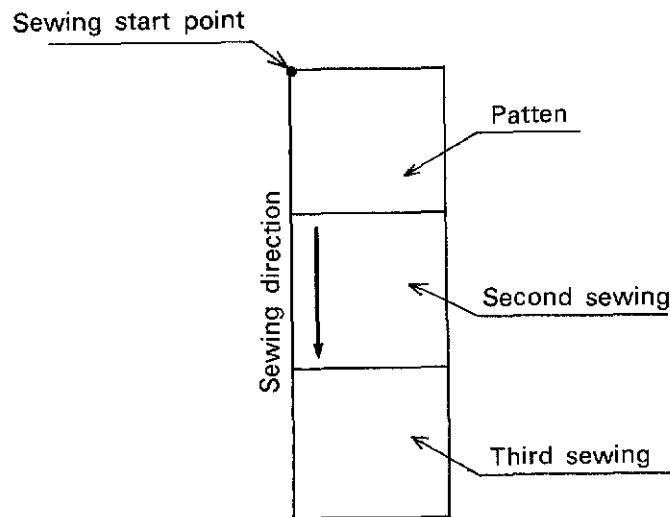 Sewing start point
Patten
Sewing direction
Second sewing
Third sewing